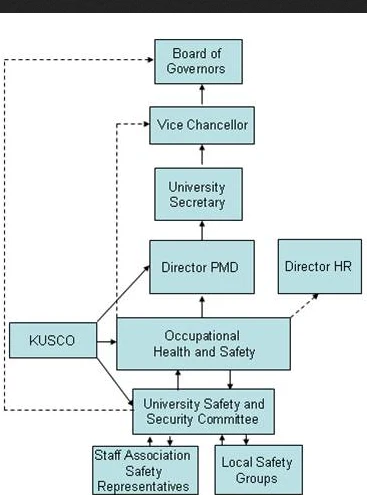 Board of
Governors
Vice Chancellor
University
Secretary
Director PMD
Director HR
KUSCO
Occupational
Health and Safety
University Safety and
Security Committee
Staff Association
Safety
Representatives
Local Safety
Groups